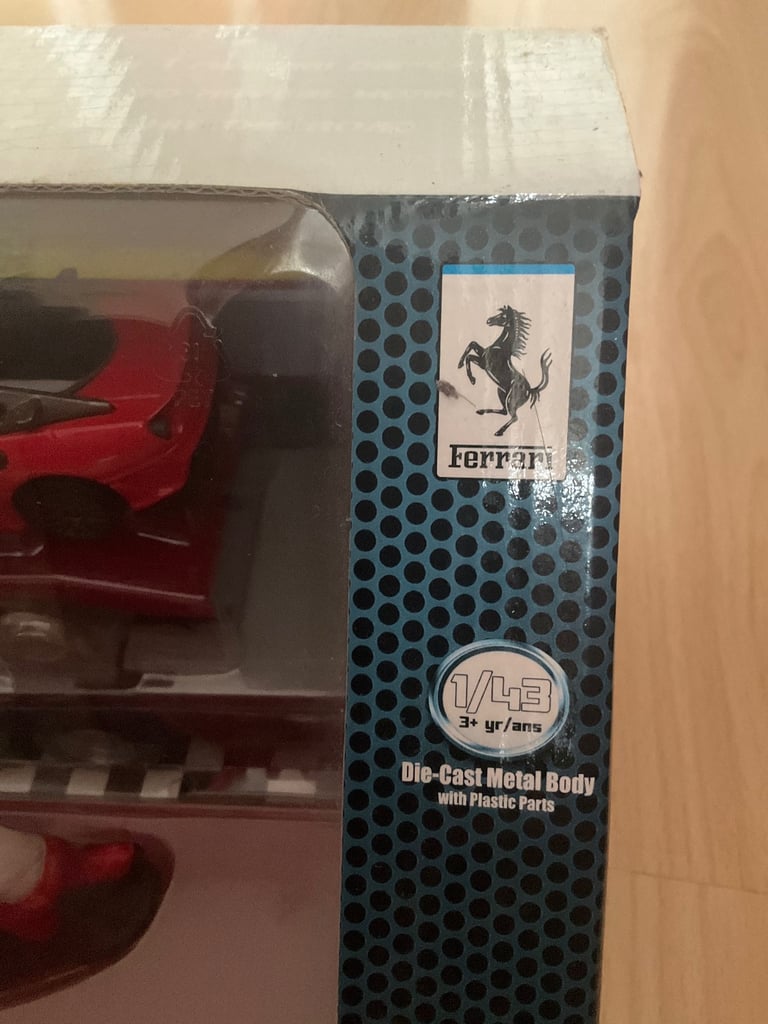 Ferrari
1/43
3+ yr/ans
Die-Cast Metal Body
with Plastic Parts